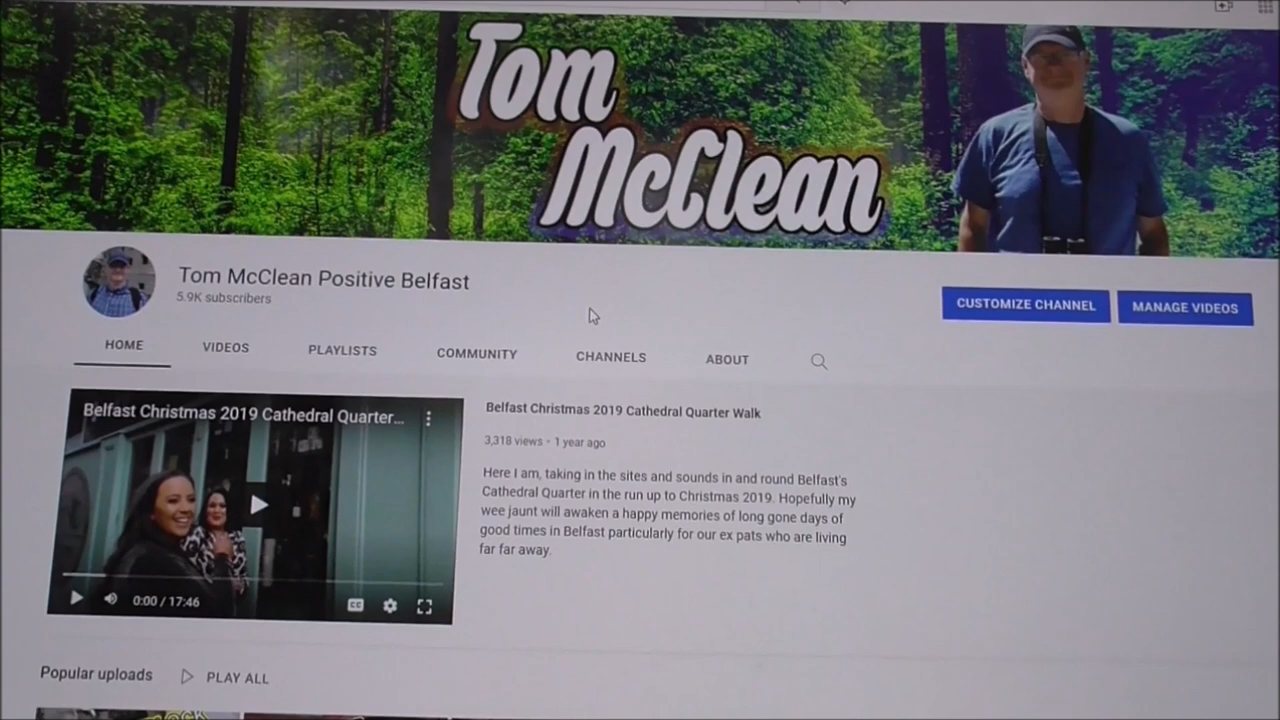 Tom
McClean
Tom McClean Positive Belfast
5.9K subscribers
CUSTOMIZE CHANNEL
MANAGE VIDEOS
HOME
VIDEOS
PLAYLISTS
COMMUNITY
CHANNELS
ABOUT
Belfast Christmas 2019 Cathedral Quarter...
0:00 / 17:46
CC
Belfast Christmas 2019 Cathedral Quarter Walk
3,318 views • 1 year ago
Here I am, taking in the sites and sounds in and round Belfast's
Cathedral Quarter in the run up to Christmas 2019. Hopefully my
wee jaunt will awaken a happy memories of long gone days of
good times in Belfast particularly for our ex pats who are living
far far away.
Popular uploads
PLAY ALL